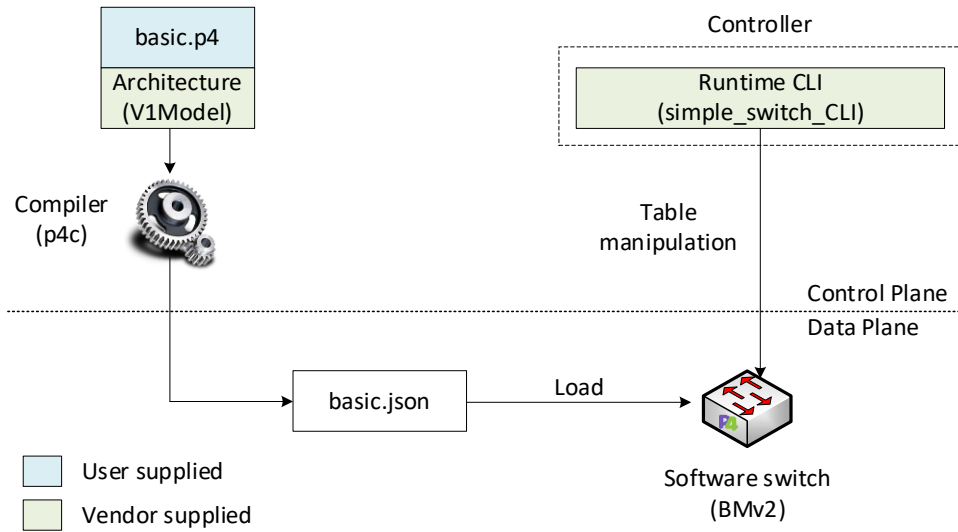 basic.p4
Architecture
(V1Model)
Controller
Runtime CLI
(simple_switch_CLI)
Compiler
(p4c)
Table
manipulation
Control Plane
Data Plane
basic.json
Load
P4
Software switch
(BMv2)
User supplied
Vendor supplied